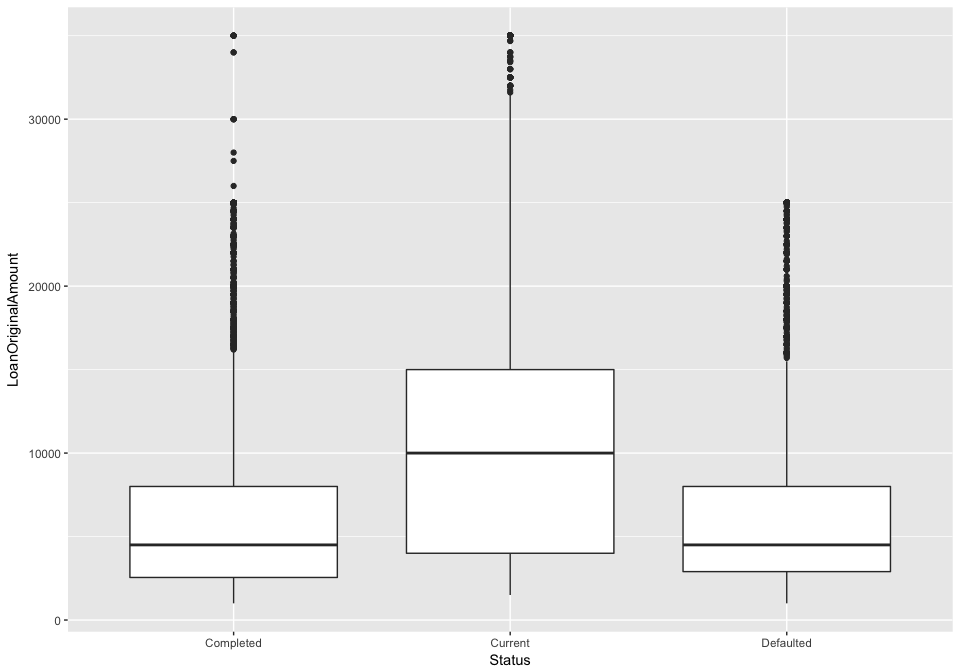 30000
20000
10000
0
LoanOriginalAmount
Completed
Current
Defaulted
Status